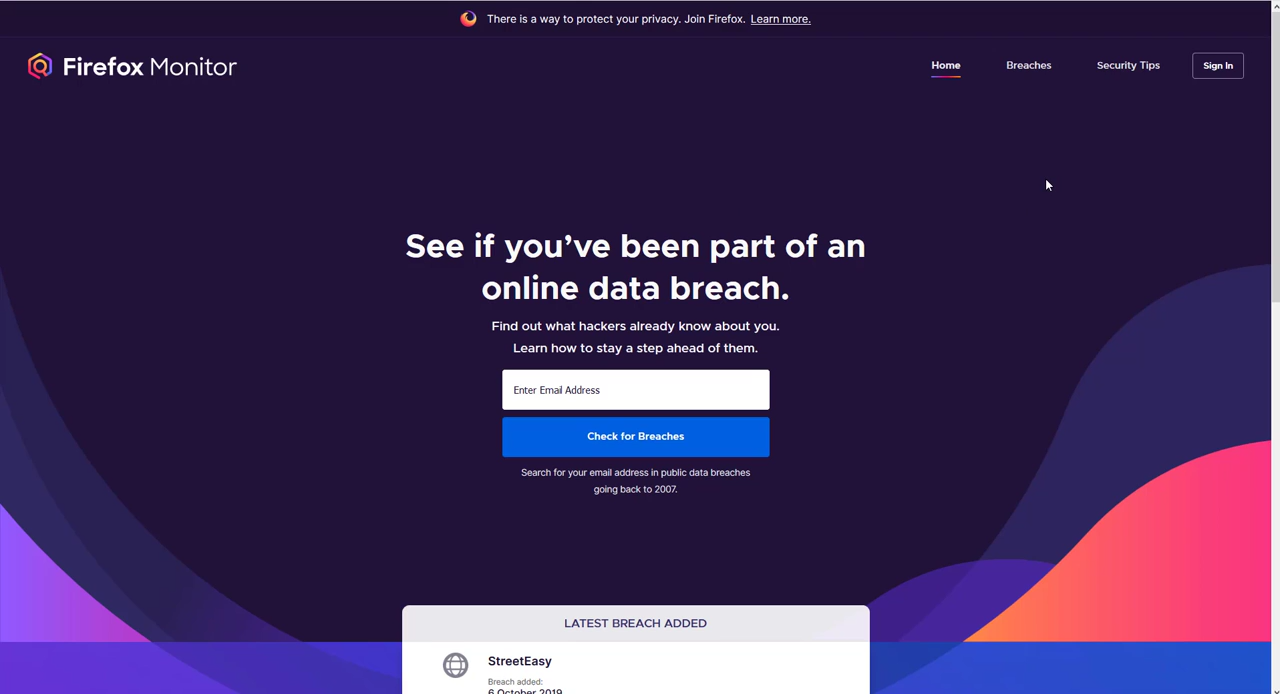 There is a way to protect your privacy. Join Firefox. Learn more.
Firefox Monitor
Home
Breaches
Security Tips
Sign In
See if you’ve been part of an
online data breach.
Find out what hackers already know about you.
Learn how to stay a step ahead of them.
Enter Email Address
Check for Breaches
Search for your email address in public data breaches
going back to 2007.
LATEST BREACH ADDED
StreetEasy
Breach added:
6 October 2019